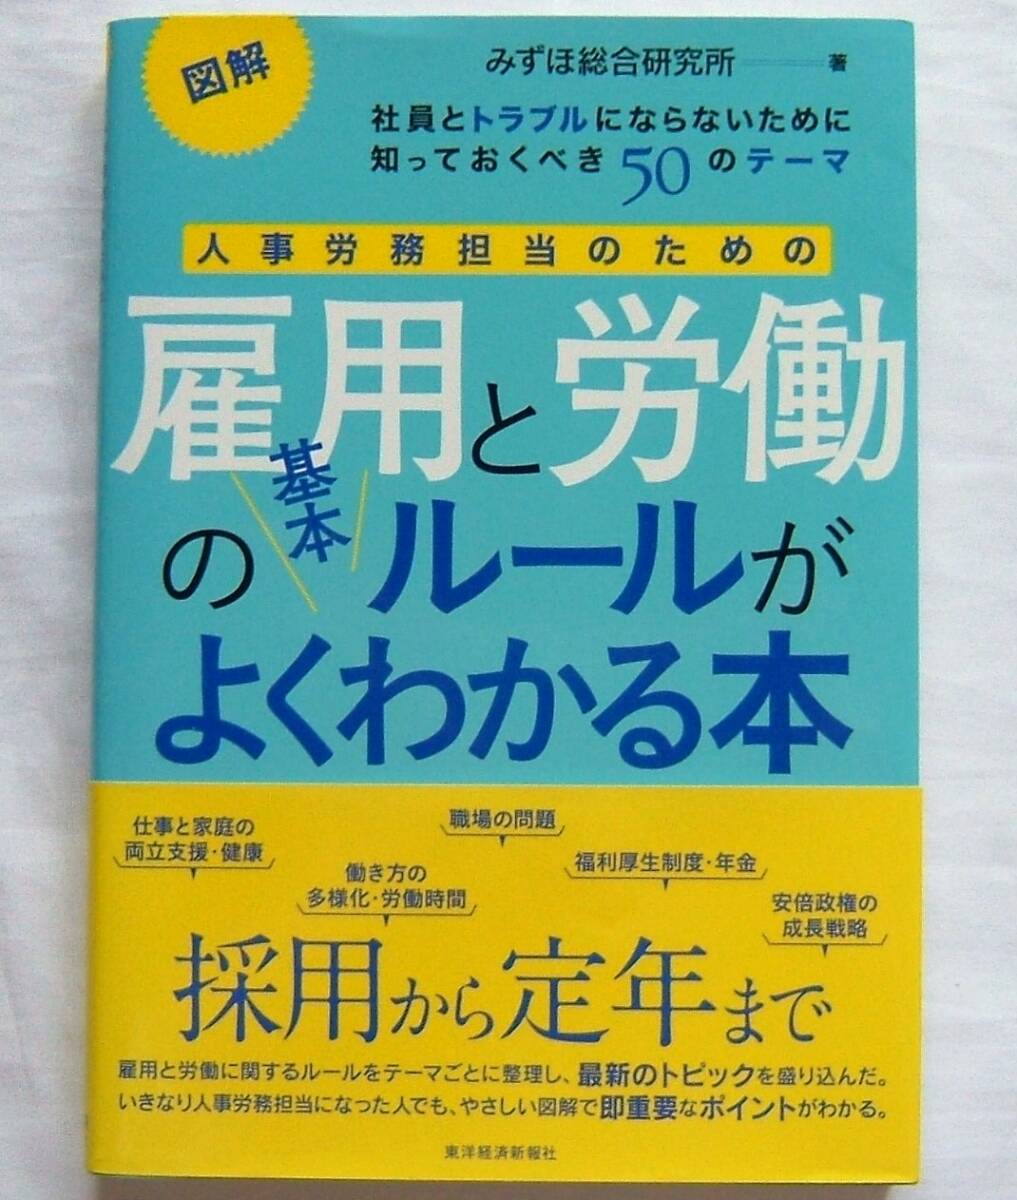 図解
みずほ総合研究所 著
社員とトラブルにならないために
知っておくべき50のテーマ
人事労務担当のための
雇用と労働
の基本ルールが
よくわかる本
仕事と家庭の
両立支援・健康
職場の問題
働き方の
多様化・労働時間
福利厚生制度・年金
安倍政権の
成長戦略
採用から定年まで
雇用と労働に関するルールをテーマごとに整理し、最新のトピックを盛り込んだ。
いきなり人事労務担当になった人でも、やさしい図解で即重要なポイントがわかる。
東洋経済新報社